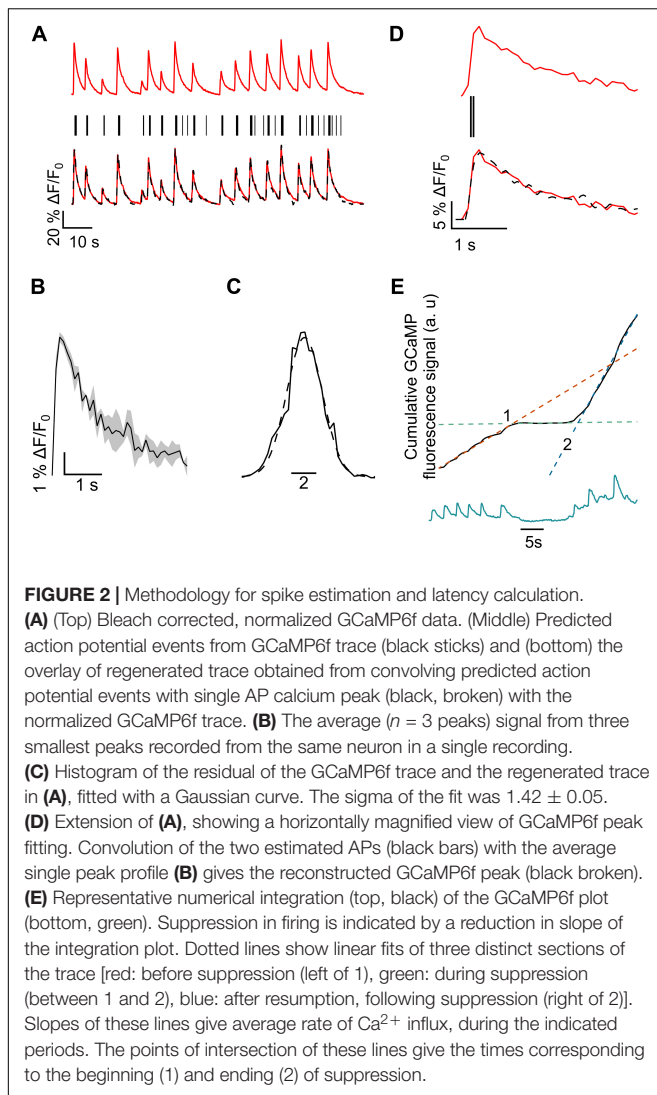 A
D
20 % ΔF/F0
10 s
5 % ΔF/F0
1 s
B
C
E
1 % ΔF/F0
1 s
2
Cumulative GCaMP
fluorescence signal (a. u)
1
2
5s
FIGURE 2 | Methodology for spike estimation and latency calculation.
(A) (Top) Bleach corrected, normalized GCaMP6f data. (Middle) Predicted
action potential events from GCaMP6f trace (black sticks) and (bottom) the
overlay of regenerated trace obtained from convolving predicted action
potential events with single AP calcium peak (black, broken) with the
normalized GCaMP6f trace. (B) The average (n = 3 peaks) signal from three
smallest peaks recorded from the same neuron in a single recording.
(C) Histogram of the residual of the GCaMP6f trace and the regenerated trace
in (A), fitted with a Gaussian curve. The sigma of the fit was 1.42 ± 0.05.
(D) Extension of (A), showing a horizontally magnified view of GCaMP6f peak
fitting. Convolution of the two estimated APs (black bars) with the average
single peak profile (B) gives the reconstructed GCaMP6f peak (black broken).
(E) Representative numerical integration (top, black) of the GCaMP6f plot
(bottom, green). Suppression in firing is indicated by a reduction in slope of
the integration plot. Dotted lines show linear fits of three distinct sections of
the trace [red: before suppression (left of 1), green: during suppression
(between 1 and 2), blue: after resumption, following suppression (right of 2)].
Slopes of these lines give average rate of Ca2+ influx, during the indicated
periods. The points of intersection of these lines give the times corresponding
to the beginning (1) and ending (2) of suppression.